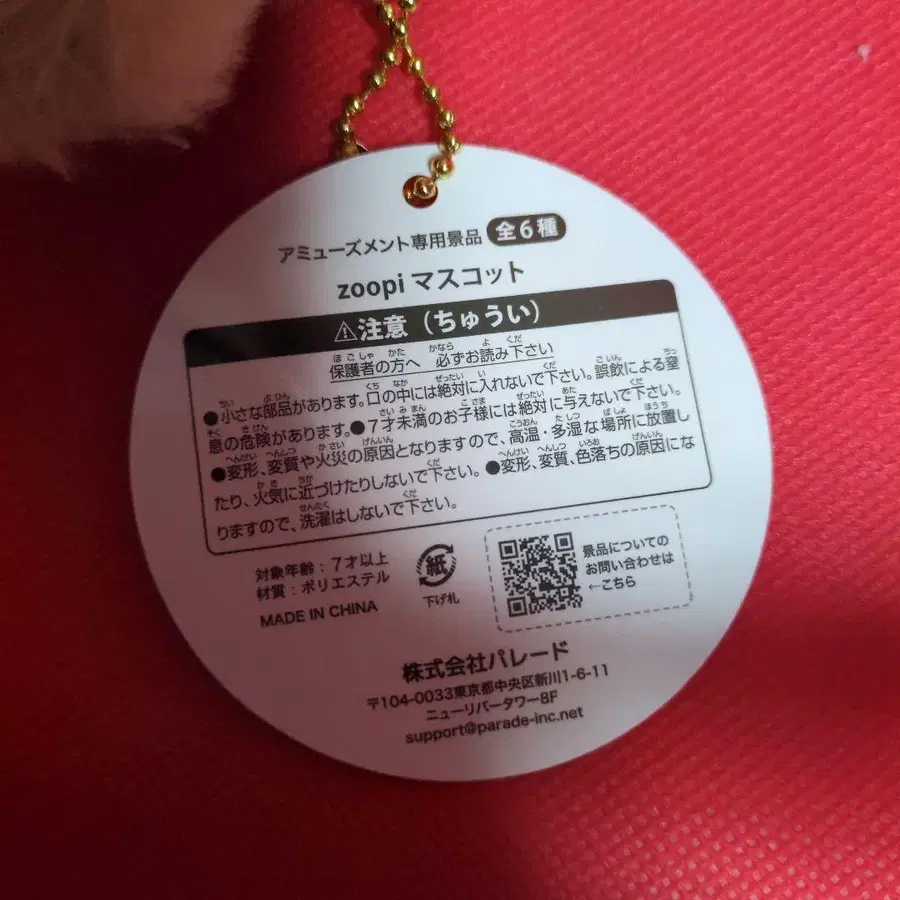 アミューズメント専用景品 全6種
zoopi マスコット
⚠注意（ちゅうい）
保護者の方へ 必ずお読み下さい
●小さな部品があります。口の中には絶対に入れないで下さい。誤飲による窒
息の危険があります。●7才未満のお子様には絶対に与えないで下さい。
●変形、変質や火災の原因となりますので、高温・多湿な場所に放置し
たり、火気に近づけたりしないで下さい。●変形、変質、色落ちの原因にな
りますので、洗濯はしないで下さい。
対象年齢：7才以上
材質：ポリエステル
MADE IN CHINA
紙
下げ札
景品についての
お問い合わせは
←こちら
株式会社パレード
〒104-0033東京都中央区新川1-6-11
ニューリバータワー8F
support@parade-inc.net